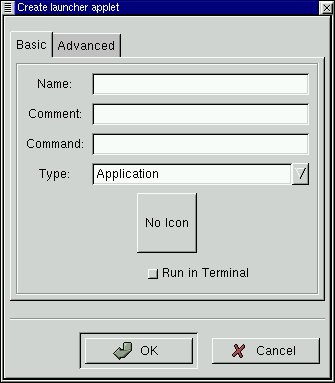 Create launcher applet
Basic Advanced
Name:
Comment:
Command:
Type: Application
No Icon
Run in Terminal
OK Cancel